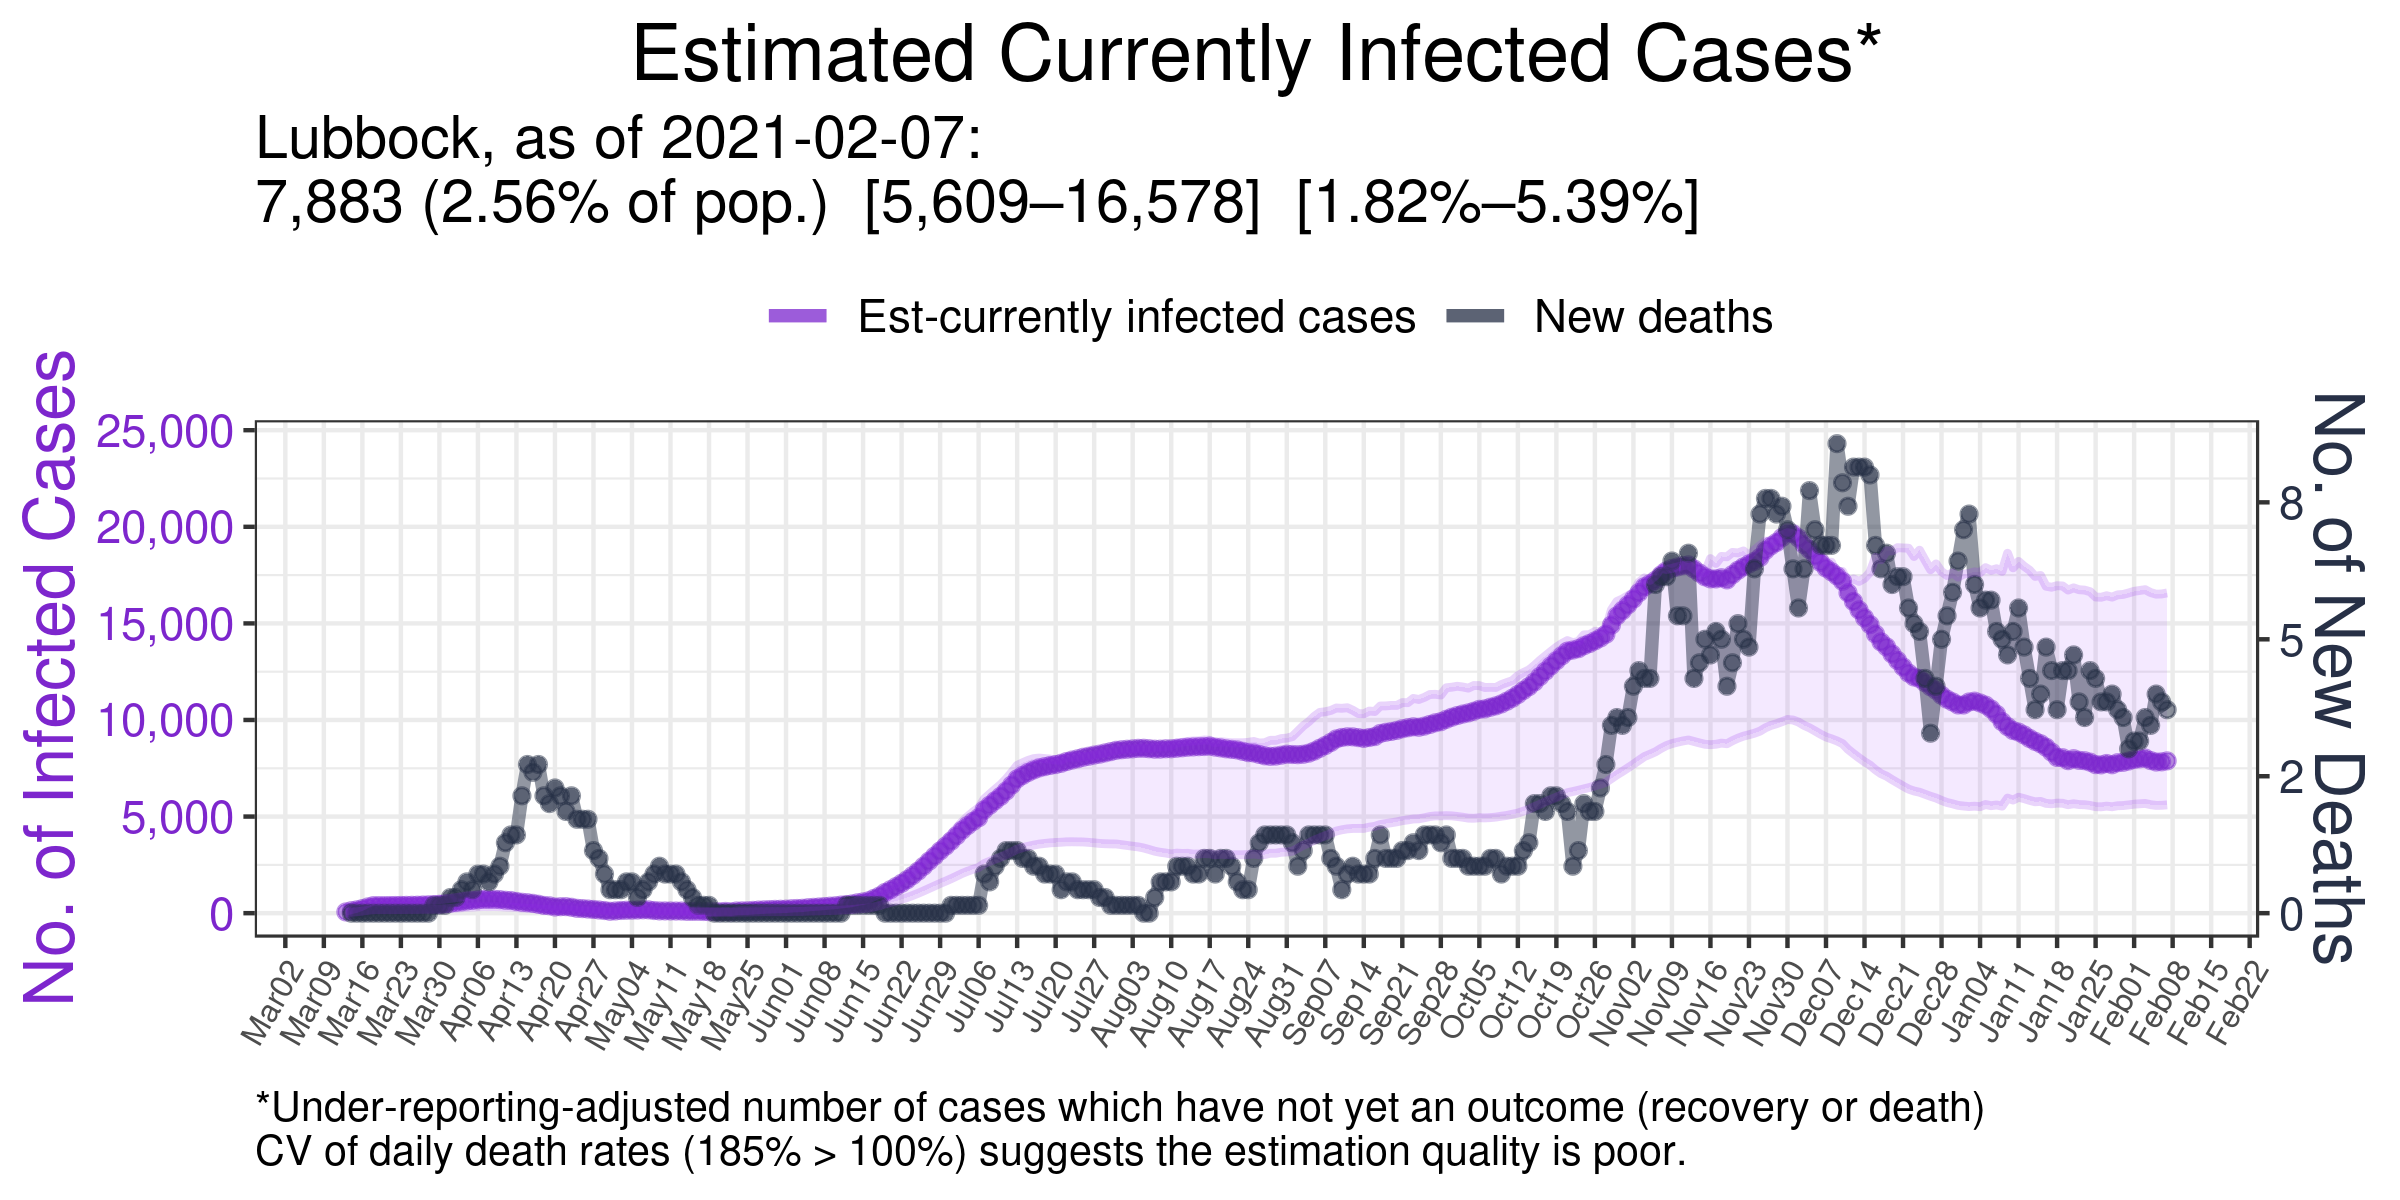 Estimated Currently Infected Cases*
Lubbock, as of 2021-02-07:
7,883 (2.56% of pop.) [5,609–16,578] [1.82%–5.39%]
Est-currently infected cases
New deaths
No. of Infected Cases
25,000
20,000
15,000
10,000
5,000
0
No. of New Deaths
8
5
2
0
Mar02
Mar09
Mar16
Mar23
Mar30
Apr06
Apr13
Apr20
Apr27
May04
May11
May18
May25
Jun01
Jun08
Jun15
Jun22
Jun29
Jul06
Jul13
Jul20
Jul27
Aug03
Aug10
Aug17
Aug24
Aug31
Sep07
Sep14
Sep21
Sep28
Oct05
Oct12
Oct19
Oct26
Nov02
Nov09
Nov16
Nov23
Nov30
Dec07
Dec14
Dec21
Dec28
Jan04
Jan11
Jan18
Jan25
Feb01
Feb08
Feb15
Feb22
*Under-reporting-adjusted number of cases which have not yet an outcome (recovery or death)
CV of daily death rates (185% > 100%) suggests the estimation quality is poor.